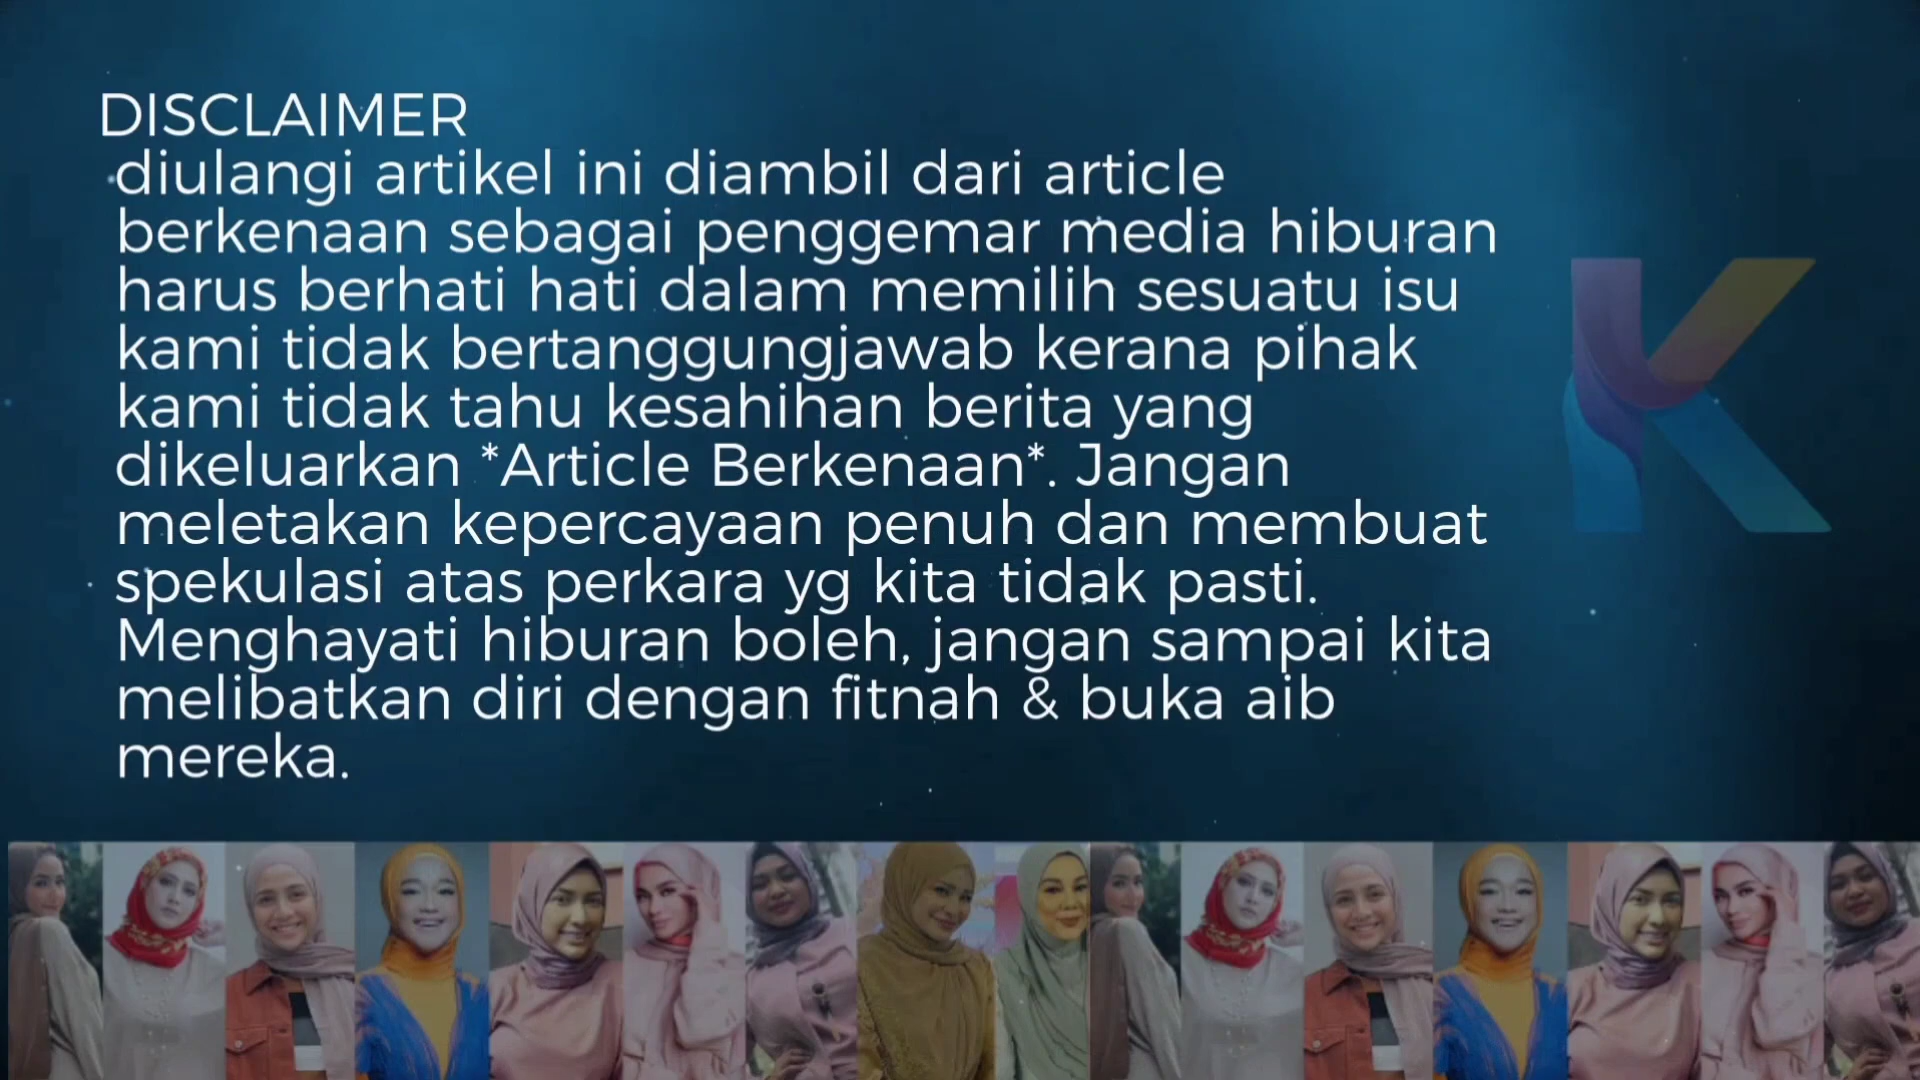 DISCLAIMER
diulangi artikel ini diambil dari article
berkenaan sebagai penggemar media hiburan
harus berhati hati dalam memilih sesuatu isu
kami tidak bertanggungjawab kerana pihak
kami tidak tahu kesahihan berita yang
dikeluarkan *Article Berkenaan*. Jangan
meletakan kepercayaan penuh dan membuat
spekulasi atas perkara yg kita tidak pasti.
Menghayati hiburan boleh, jangan sampai kita
melibatkan diri dengan fitnah & buka aib
mereka.
K